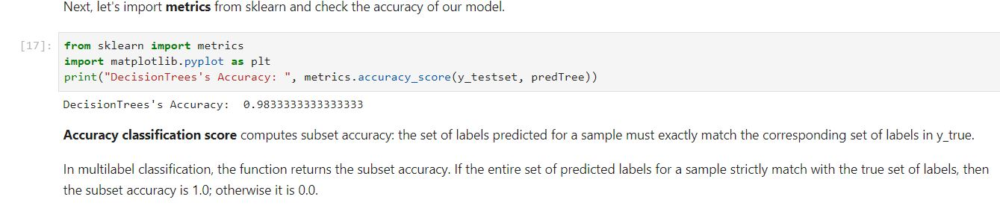 Next, let's import metrics from sklearn and check the accuracy of our model.
[17]: from sklearn import metrics
import matplotlib.pyplot as plt
print("DecisionTrees's Accuracy: ", metrics.accuracy_score(y_testset, predTree))
DecisionTrees's Accuracy:  0.9833333333333333
Accuracy classification score computes subset accuracy: the set of labels predicted for a sample must exactly match the corresponding set of labels in y_true.
In multilabel classification, the function returns the subset accuracy. If the entire set of predicted labels for a sample strictly match with the true set of labels, then
the subset accuracy is 1.0; otherwise it is 0.0.